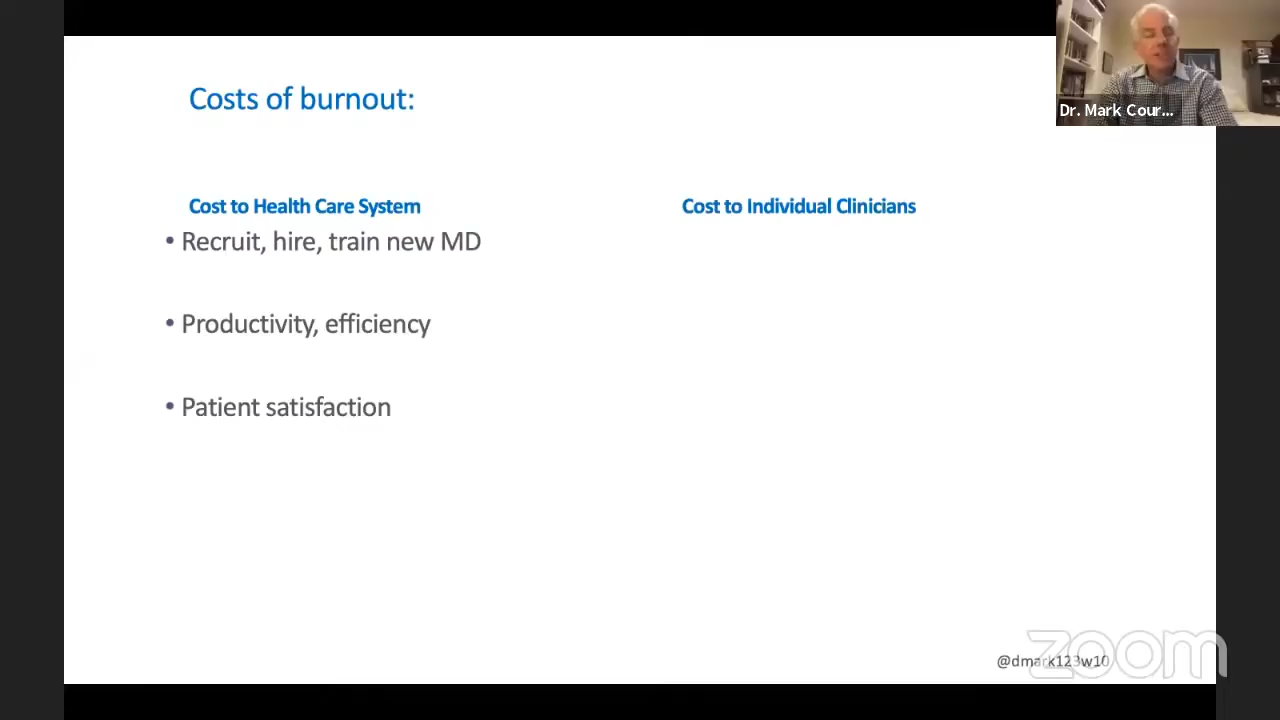 Costs of burnout:
Dr. Mark Cour...
Cost to Health Care System
Cost to Individual Clinicians
• Recruit, hire, train new MD
• Productivity, efficiency
• Patient satisfaction
@dmark123w10
zoom